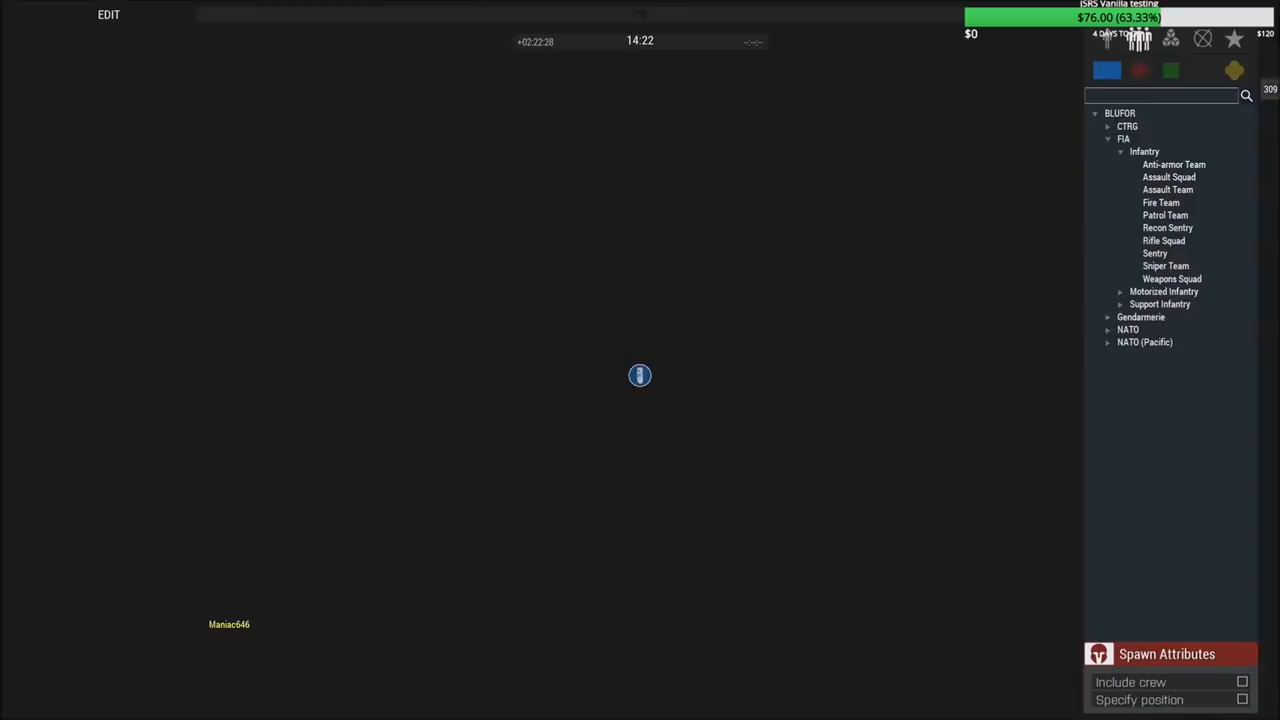 EDIT
JSRS Vanilla testing
$76.00 (63.33%)
$0
$120
+02:22:28
14:22
--:--:--
309
BLUFOR
CTRG
FIA
Infantry
Anti-armor Team
Assault Squad
Assault Team
Fire Team
Patrol Team
Recon Sentry
Rifle Squad
Sentry
Sniper Team
Weapons Squad
Motorized Infantry
Support Infantry
Gendarmerie
NATO
NATO (Pacific)
Maniac646
Spawn Attributes
Include crew
Specify position